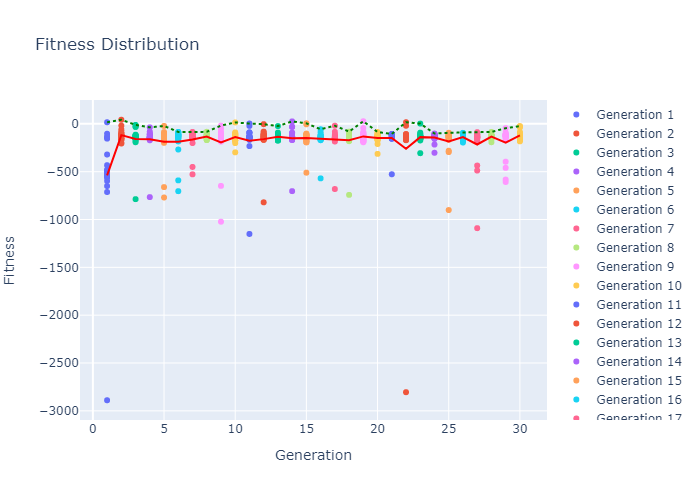 Fitness Distribution
0
−500
−1000
−1500
−2000
−2500
−3000
Fitness
0
5
10
15
20
25
30
Generation
Generation 1
Generation 2
Generation 3
Generation 4
Generation 5
Generation 6
Generation 7
Generation 8
Generation 9
Generation 10
Generation 11
Generation 12
Generation 13
Generation 14
Generation 15
Generation 16
Generation 17